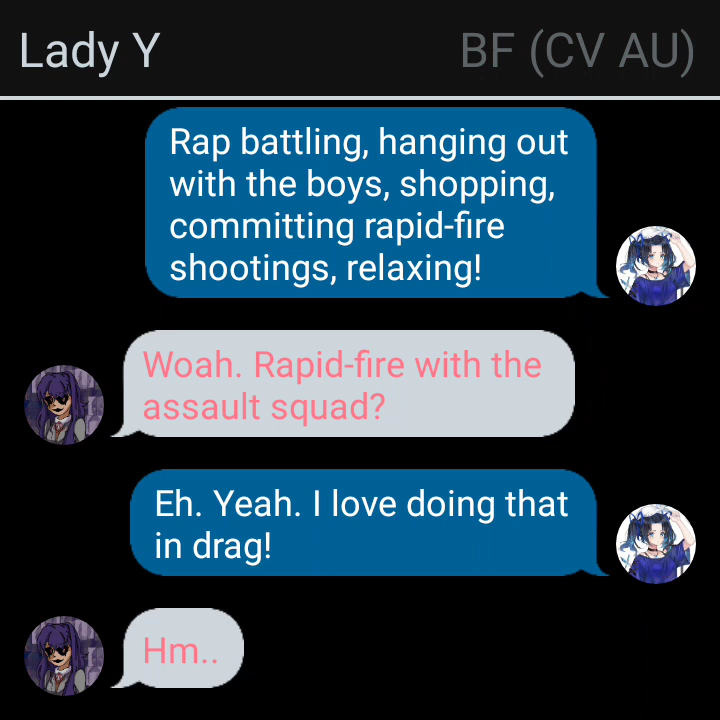 Lady Y
BF (CV AU)
Rap battling, hanging out
with the boys, shopping,
committing rapid-fire
shootings, relaxing!
Woah. Rapid-fire with the
assault squad?
Eh. Yeah. I love doing that
in drag!
Hm..